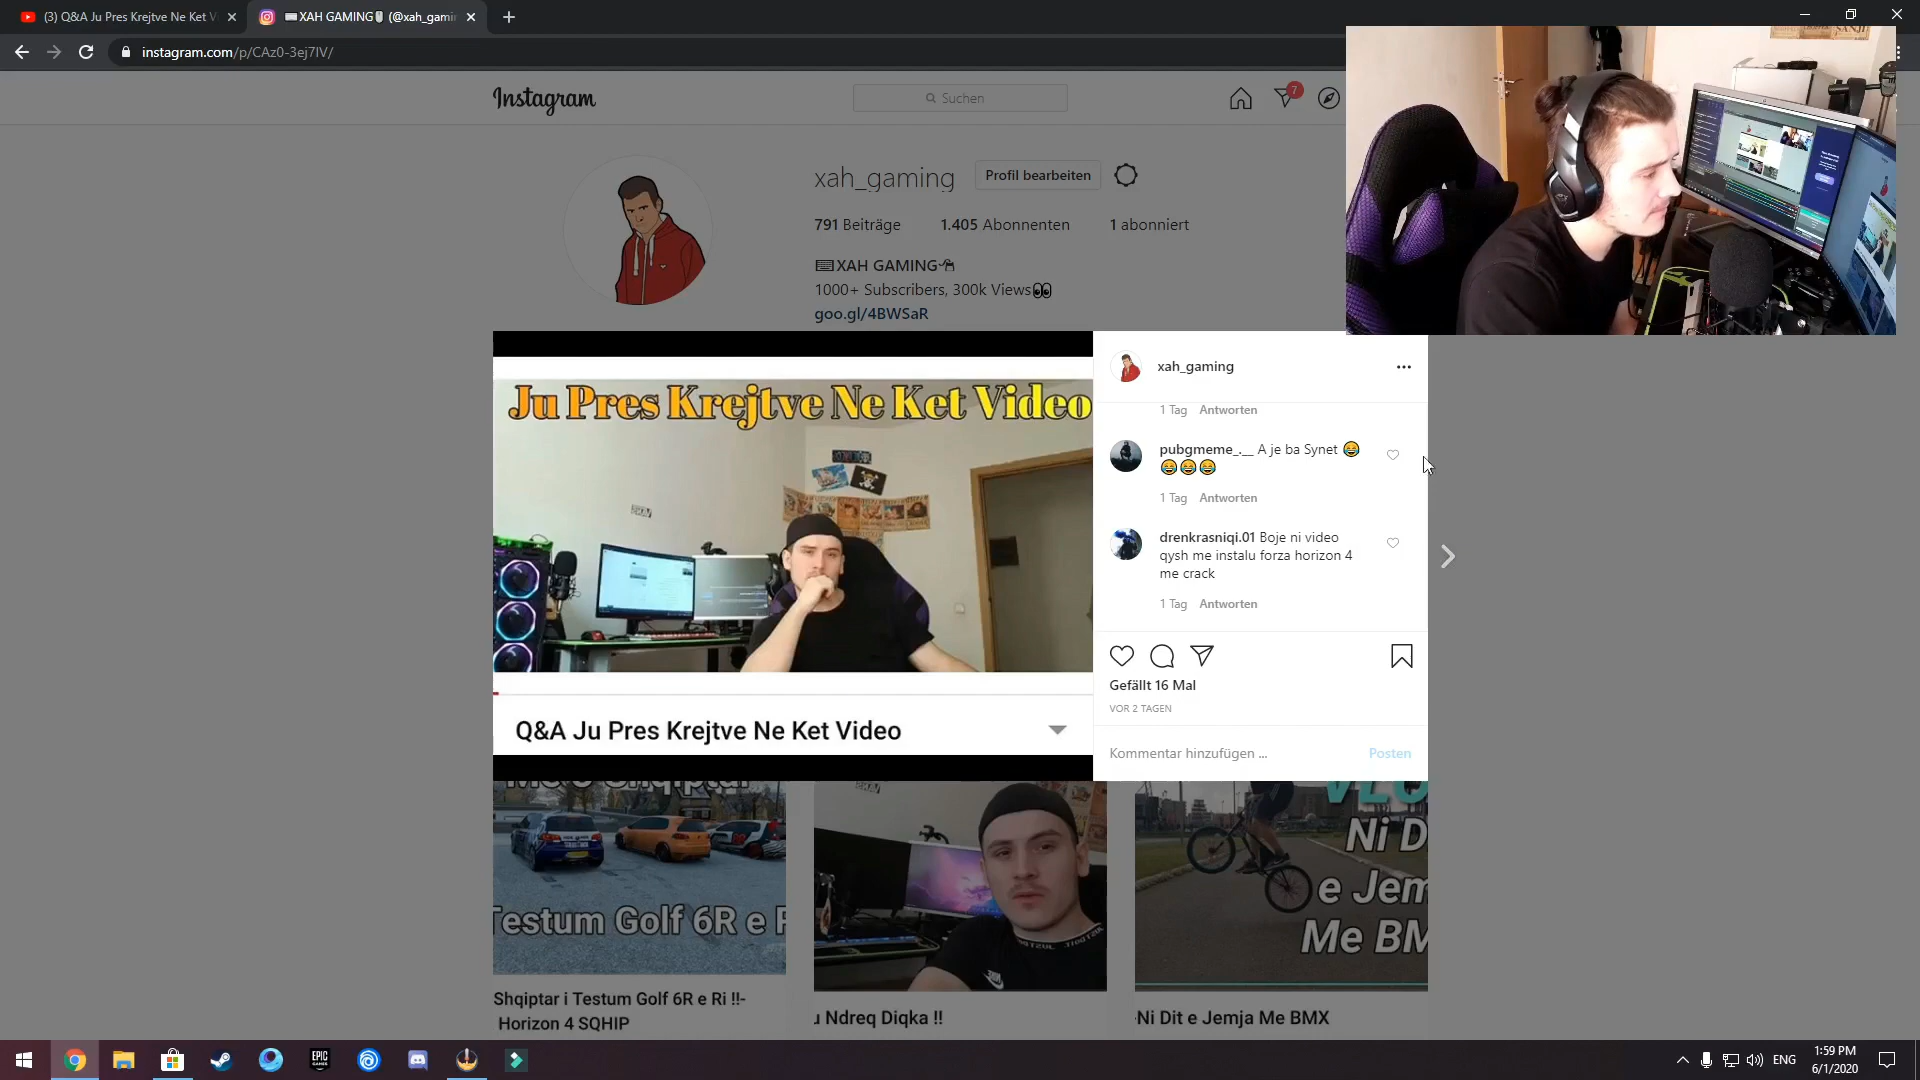 (3) Q&A Ju Pres Krejtve Ne Ket V
XAH GAMING (@xah_gamin
instagram.com/p/CAz0-3ej7IV/
Instagram
Suchen
7
xah_gaming
Profil bearbeiten
791 Beiträge
1.405 Abonnenten
1 abonniert
XAH GAMING
1000+ Subscribers, 300k Views
goo.gl/4BWSaR
Ju Pres Krejtve Ne Ket Video
Q&A Ju Pres Krejtve Ne Ket Video
xah_gaming
1 Tag Antworten
pubgmeme_.__ A je ba Synet 😂
😂😂😂
1 Tag Antworten
drenkrasniqi.01 Boje ni video
qysh me instalu forza horizon 4
me crack
1 Tag Antworten
Gefällt 16 Mal
VOR 2 TAGEN
Kommentar hinzufügen ...
Posten
Testum Golf 6R e R
Shqiptar i Testum Golf 6R e Ri !!-
Horizon 4 SQHIP
u Ndreq Diqka !!
VLOG
Ni D
e Jem
Me BM
-Ni Dit e Jemja Me BMX
EPIC
GAMES
ENG
1:59 PM
6/1/2020